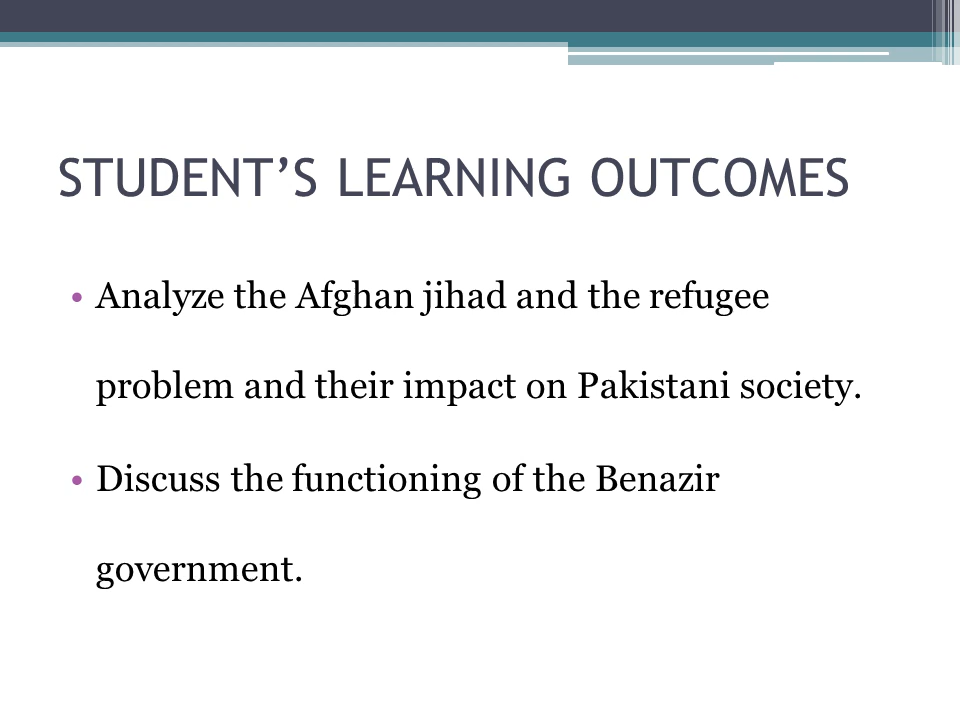 STUDENT’S LEARNING OUTCOMES
• Analyze the Afghan jihad and the refugee
problem and their impact on Pakistani society.
• Discuss the functioning of the Benazir
government.